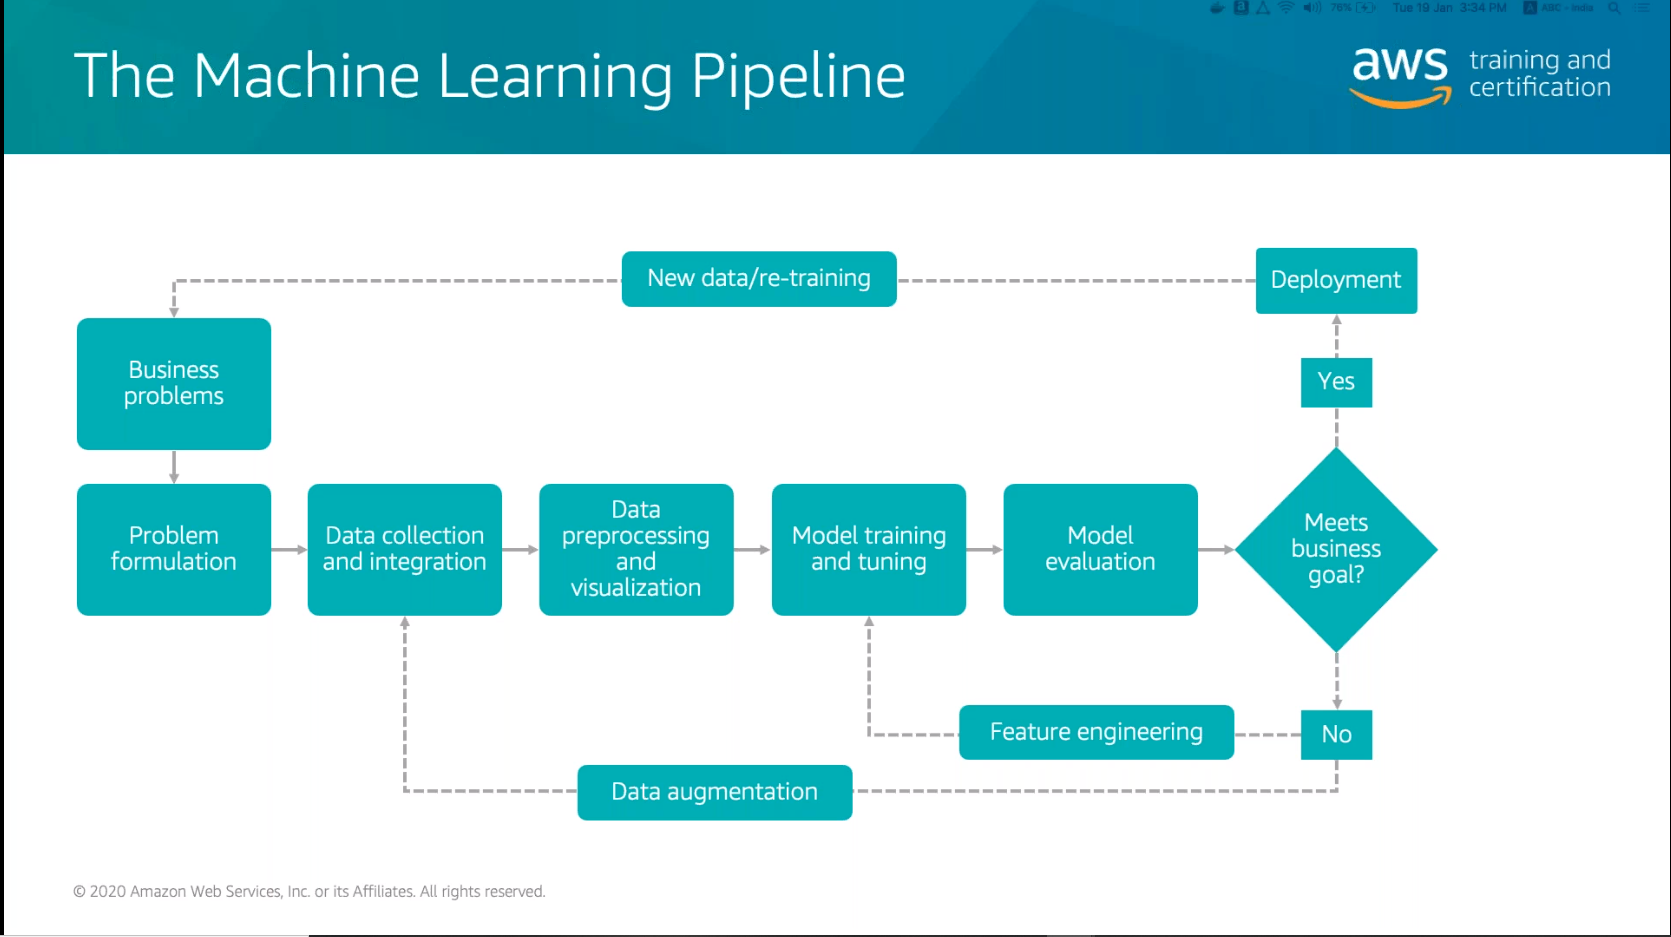 78% Tue 19 Jan 3:34 PM A ABC - India
The Machine Learning Pipeline
aws training and
certification
New data/re-training
Deployment
Business
problems
Yes
Problem
formulation
Data collection
and integration
Data
preprocessing
and
visualization
Model training
and tuning
Model
evaluation
Meets
business
goal?
Feature engineering
No
Data augmentation
© 2020 Amazon Web Services, Inc. or its Affiliates. All rights reserved.